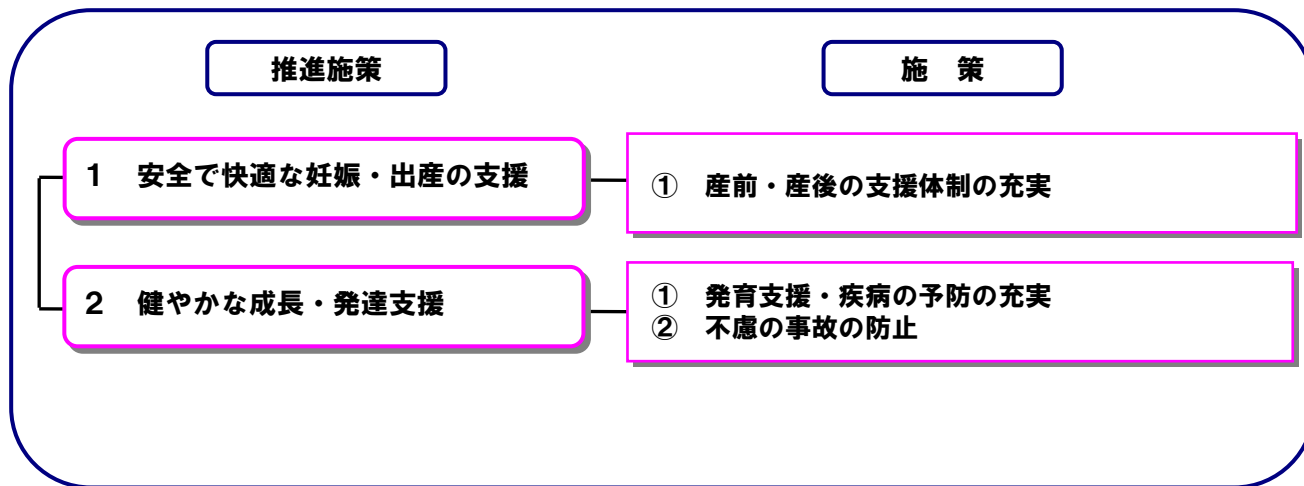 推進施策
施　策
１　安全で快適な妊娠・出産の支援
①　産前・産後の支援体制の充実
２　健やかな成長・発達支援
①　発育支援・疾病の予防の充実
②　不慮の事故の防止